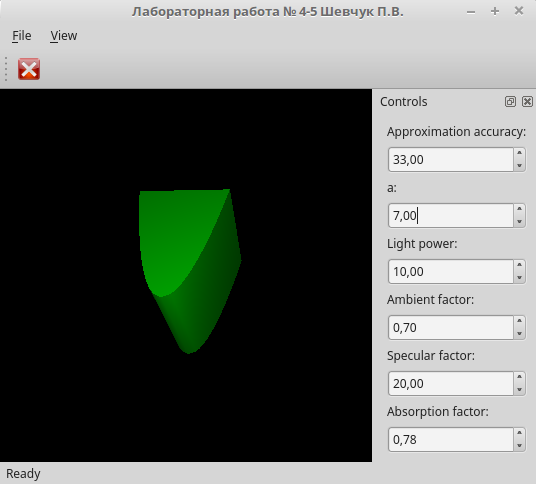 Лабораторная работа № 4-5 Шевчук П.В.
File View
Controls
Approximation accuracy:
33,00
a:
7,00
Light power:
10,00
Ambient factor:
0,70
Specular factor:
20,00
Absorption factor:
0,78
Ready